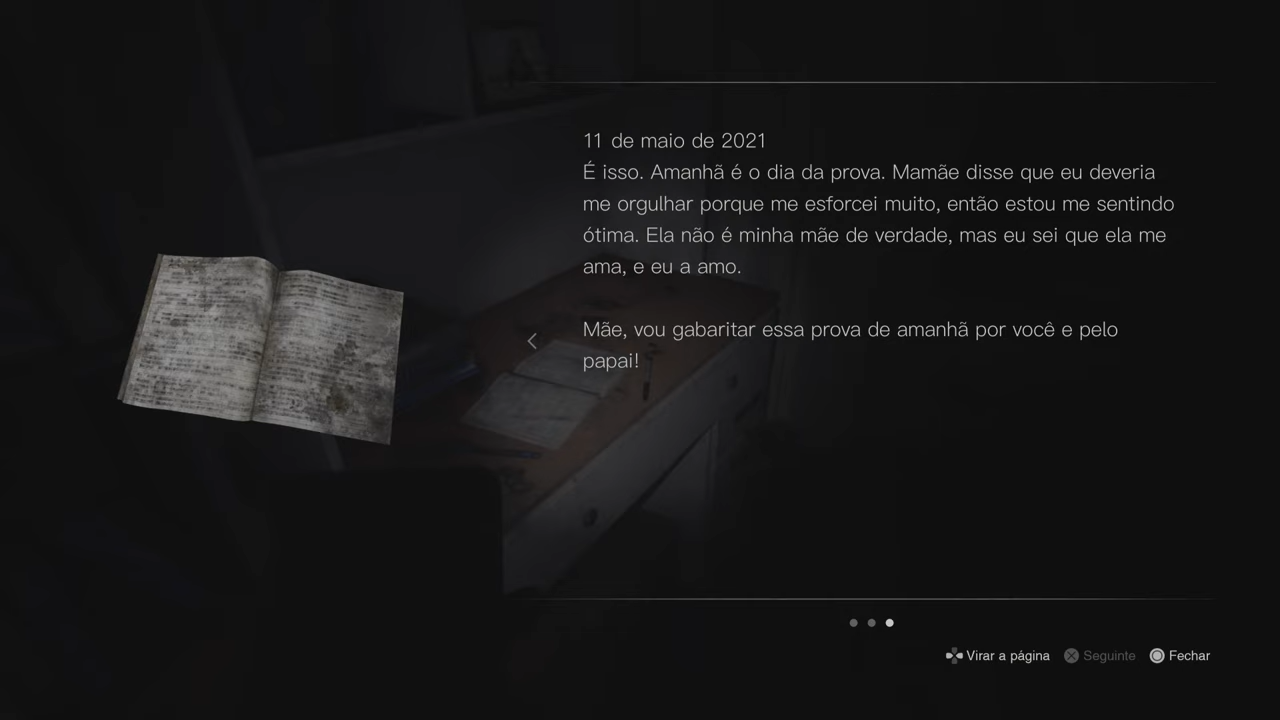 11 de maio de 2021
É isso. Amanhã é o dia da prova. Mamãe disse que eu deveria
me orgulhar porque me esforcei muito, então estou me sentindo
ótima. Ela não é minha mãe de verdade, mas eu sei que ela me
ama, e eu a amo.
Mãe, vou gabaritar essa prova de amanhã por você e pelo
papai!
Virar a página Seguinte Fechar